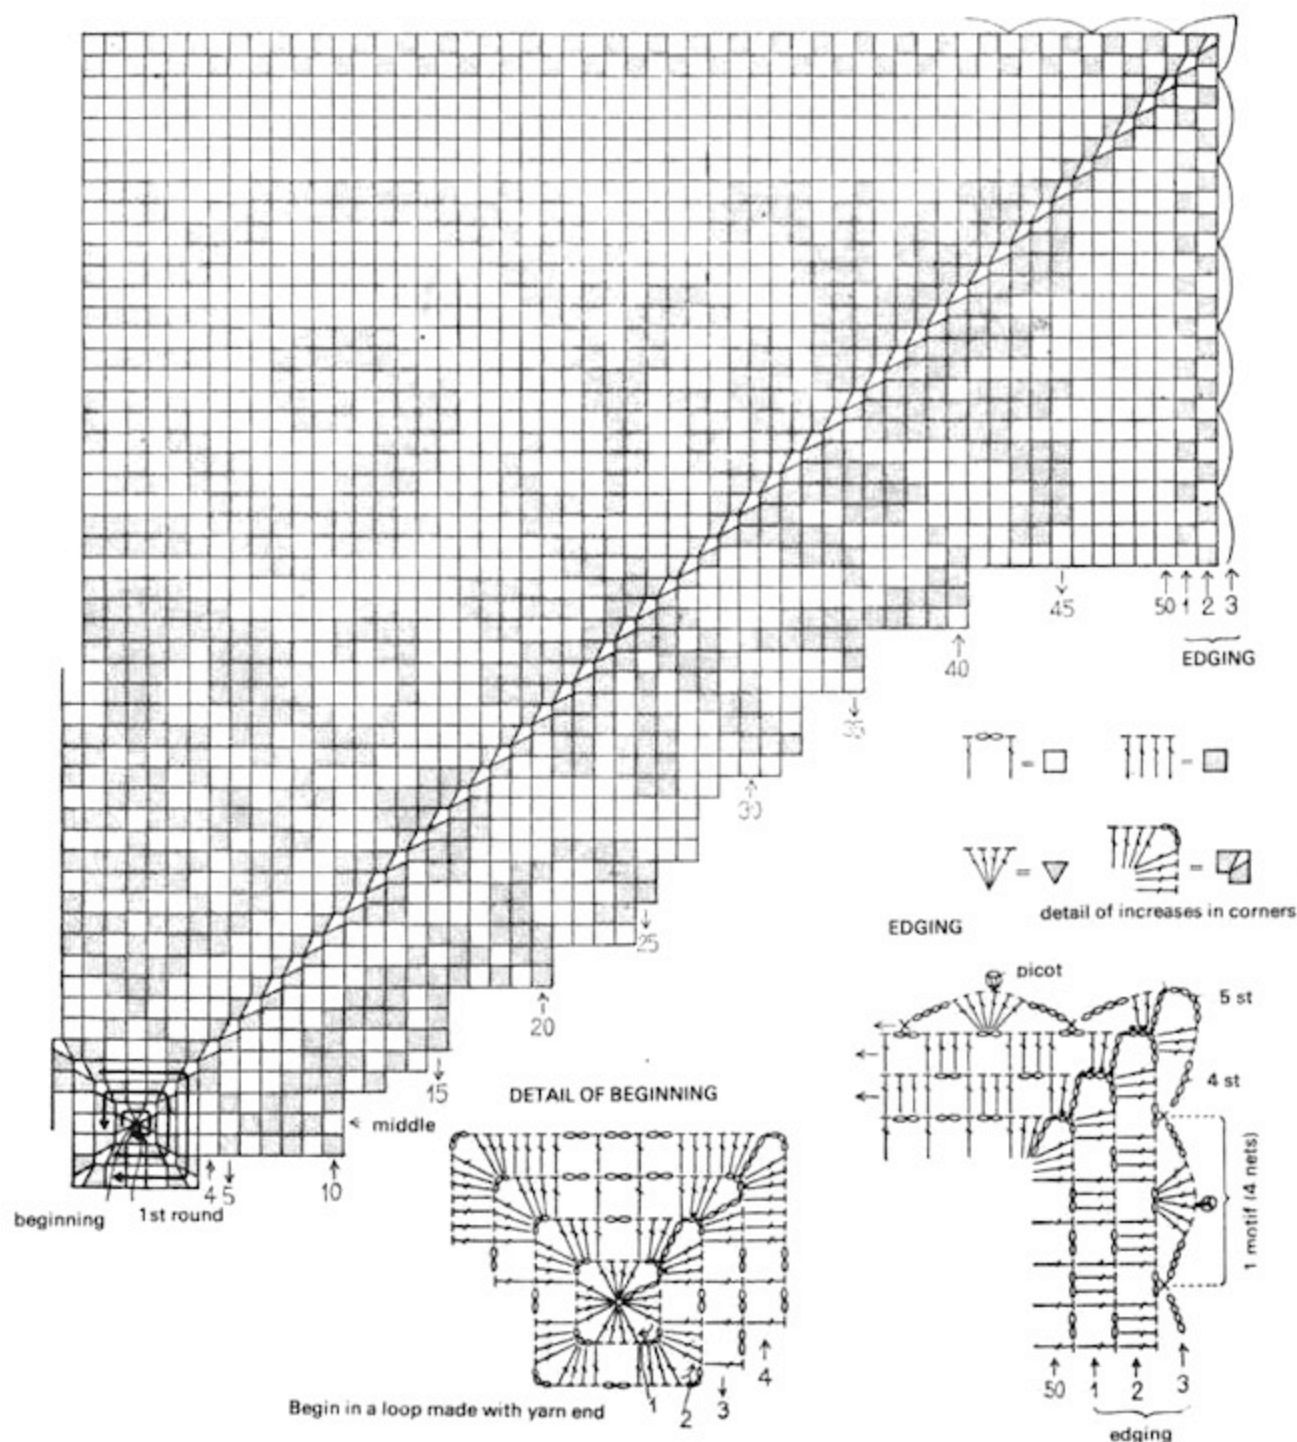 45
50 1 2 3
EDGING
40
35
30
=
=
=
=
detail of increases in corners
25
EDGING
20
picot
5 st
15
DETAIL OF BEGINNING
4 st
middle
4 5
10
beginning
1st round
1 motif (4 nets)
4
Begin in a loop made with yarn end
1 2 3
50 1 2 3
edging